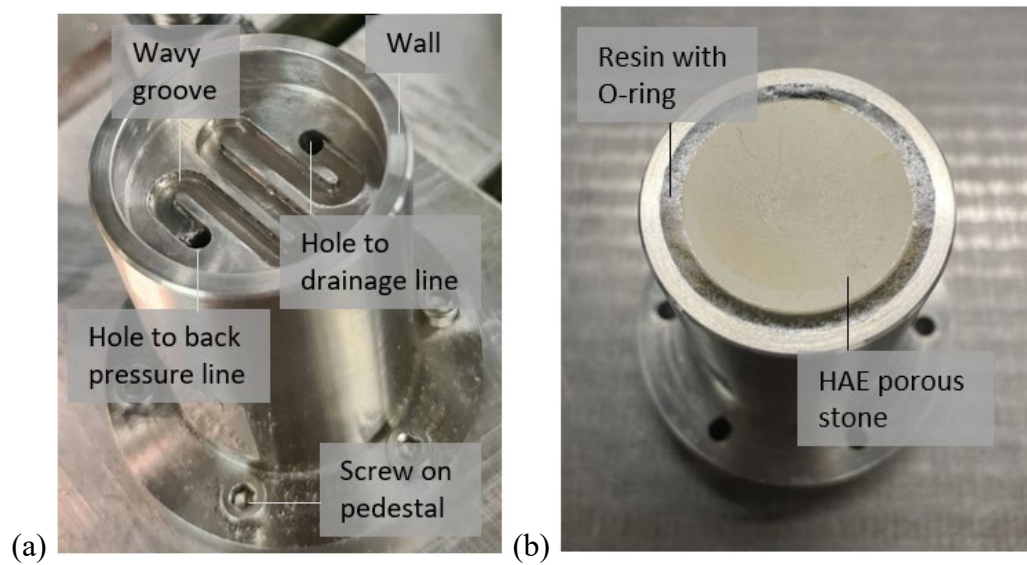 Wavy
groove
Wall
Hole to
drainage line
Hole to back
pressure line
Screw on
pedestal
(a)
Resin with
O-ring
HAE porous
stone
(b)